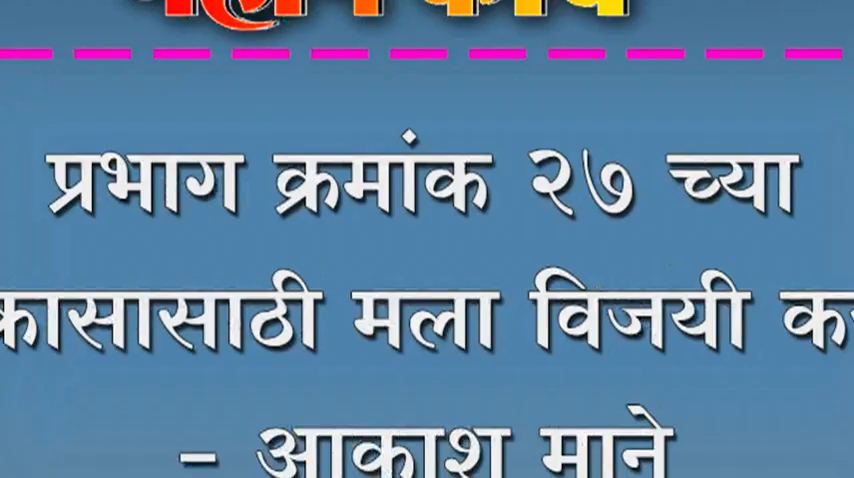 प्रभाग क्रमांक २७ च्या
कासासाठी मला विजयी क
- आकाश माने